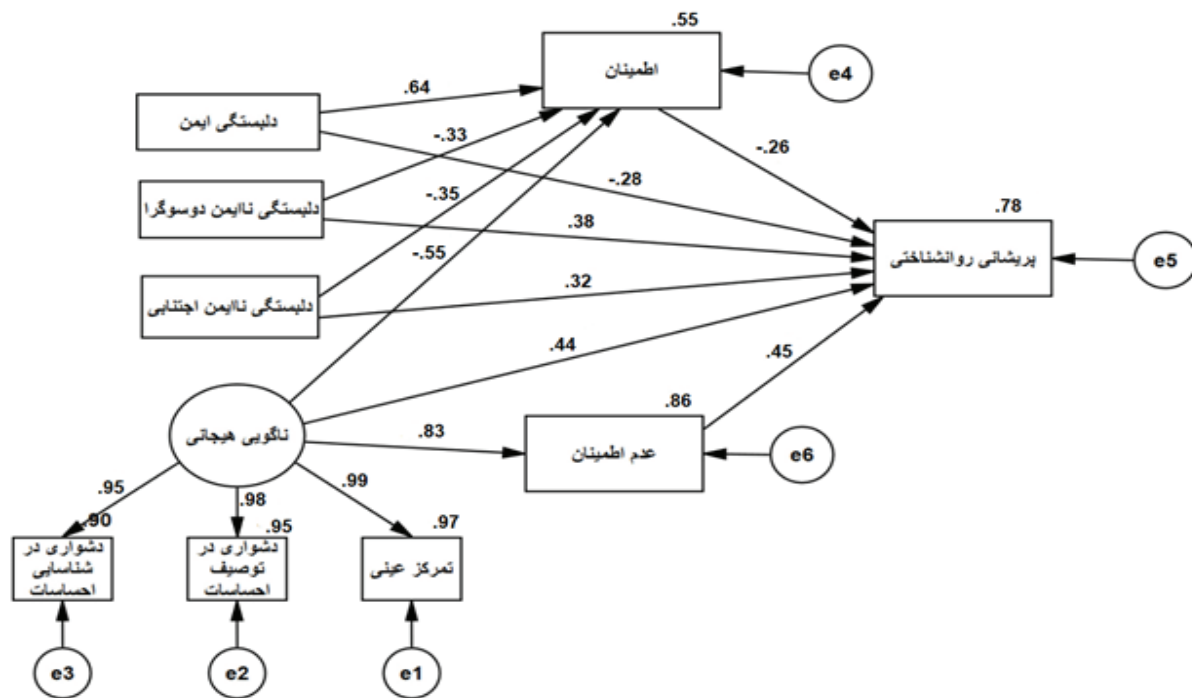 .55
اطمینان
e4
.64
دلبستگی ایمن
-.33
-.26
-.28
-.35
دلبستگی ناایمن دوسوگرا
.78
.38
-.55
پریشانی روانشناختی
e5
دلبستگی ناایمن اجتنابی
.32
.44
.45
.86
ناگویی هیجانی
.83
عدم اطمینان
e6
.95
.98
.99
.90
.95
.97
دشواری در
شناسایی
احساسات
دشواری در
توصیف
احساسات
تمرکز عینی
e3
e2
e1